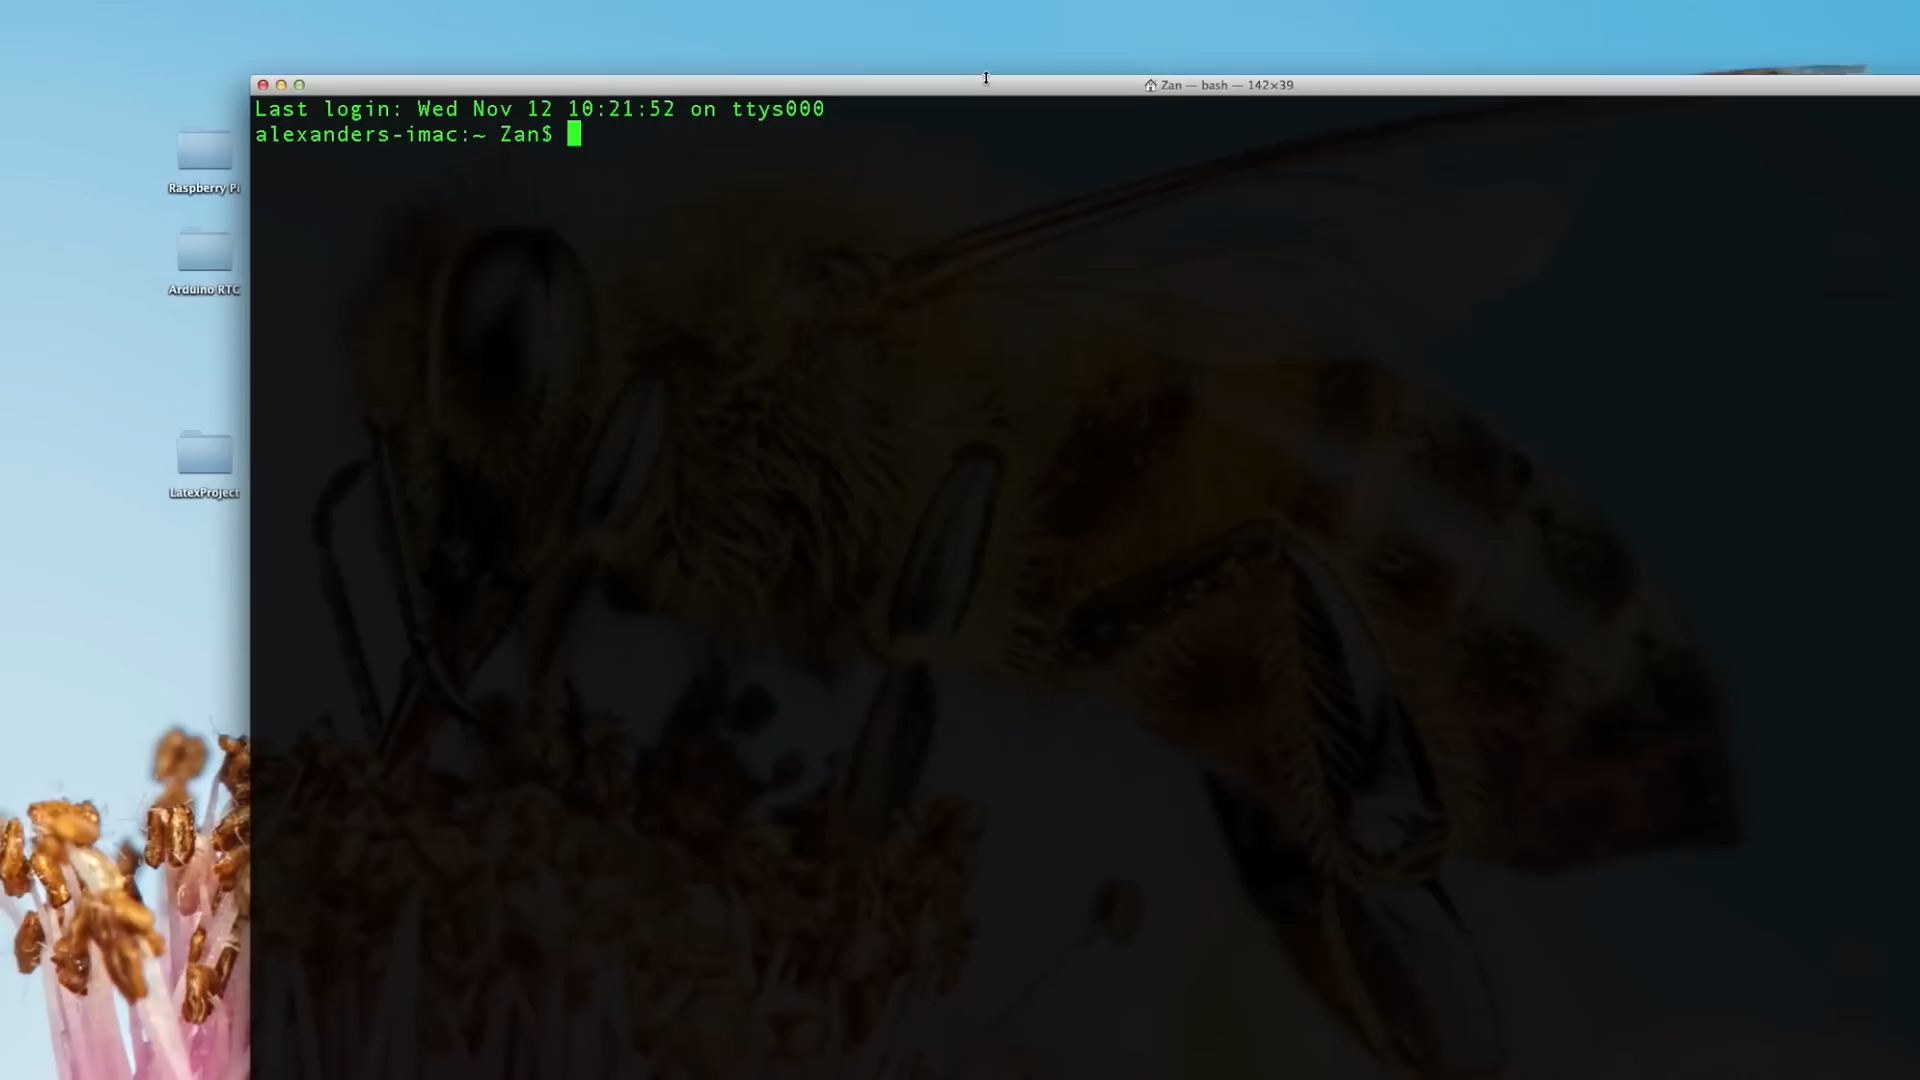 Zan — bash — 142×39
Last login: Wed Nov 12 10:21:52 on ttys000
alexanders-imac:~ Zan$
Raspberry Pi
Arduino RTC
LatexProject